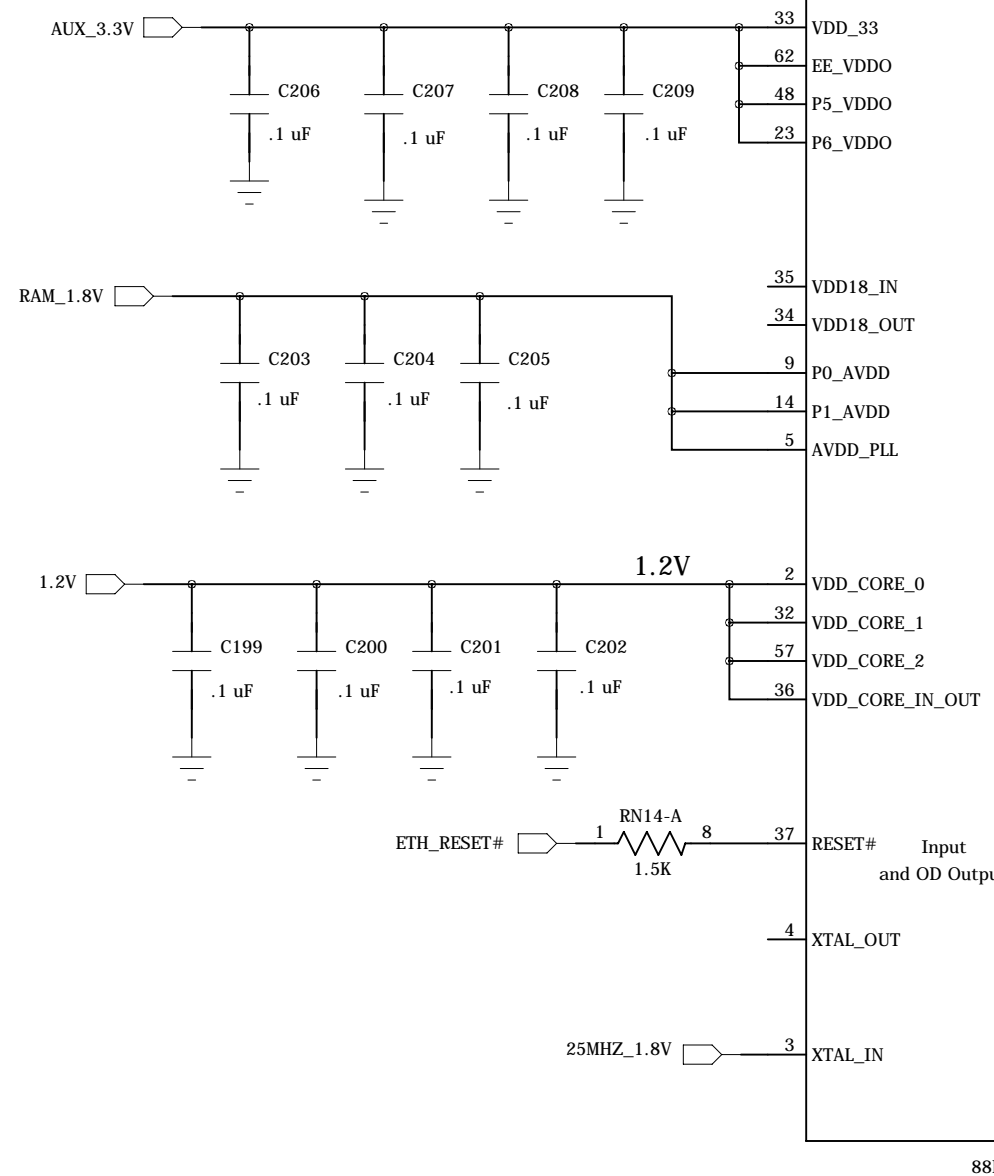 AUX_3.3V
33 VDD_33
62 EE_VDDO
48 P5_VDDO
23 P6_VDDO
C206
.1 uF
C207
.1 uF
C208
.1 uF
C209
.1 uF
RAM_1.8V
35 VDD18_IN
34 VDD18_OUT
9 P0_AVDD
14 P1_AVDD
5 AVDD_PLL
C203
.1 uF
C204
.1 uF
C205
.1 uF
1.2V
1.2V
2 VDD_CORE_0
32 VDD_CORE_1
57 VDD_CORE_2
36 VDD_CORE_IN_OUT
C199
.1 uF
C200
.1 uF
C201
.1 uF
C202
.1 uF
RN14-A
ETH_RESET# 1 8 37 RESET# Input
1.5K and OD
4 XTAL_OUT
25MHZ_1.8V 3 XTAL_IN